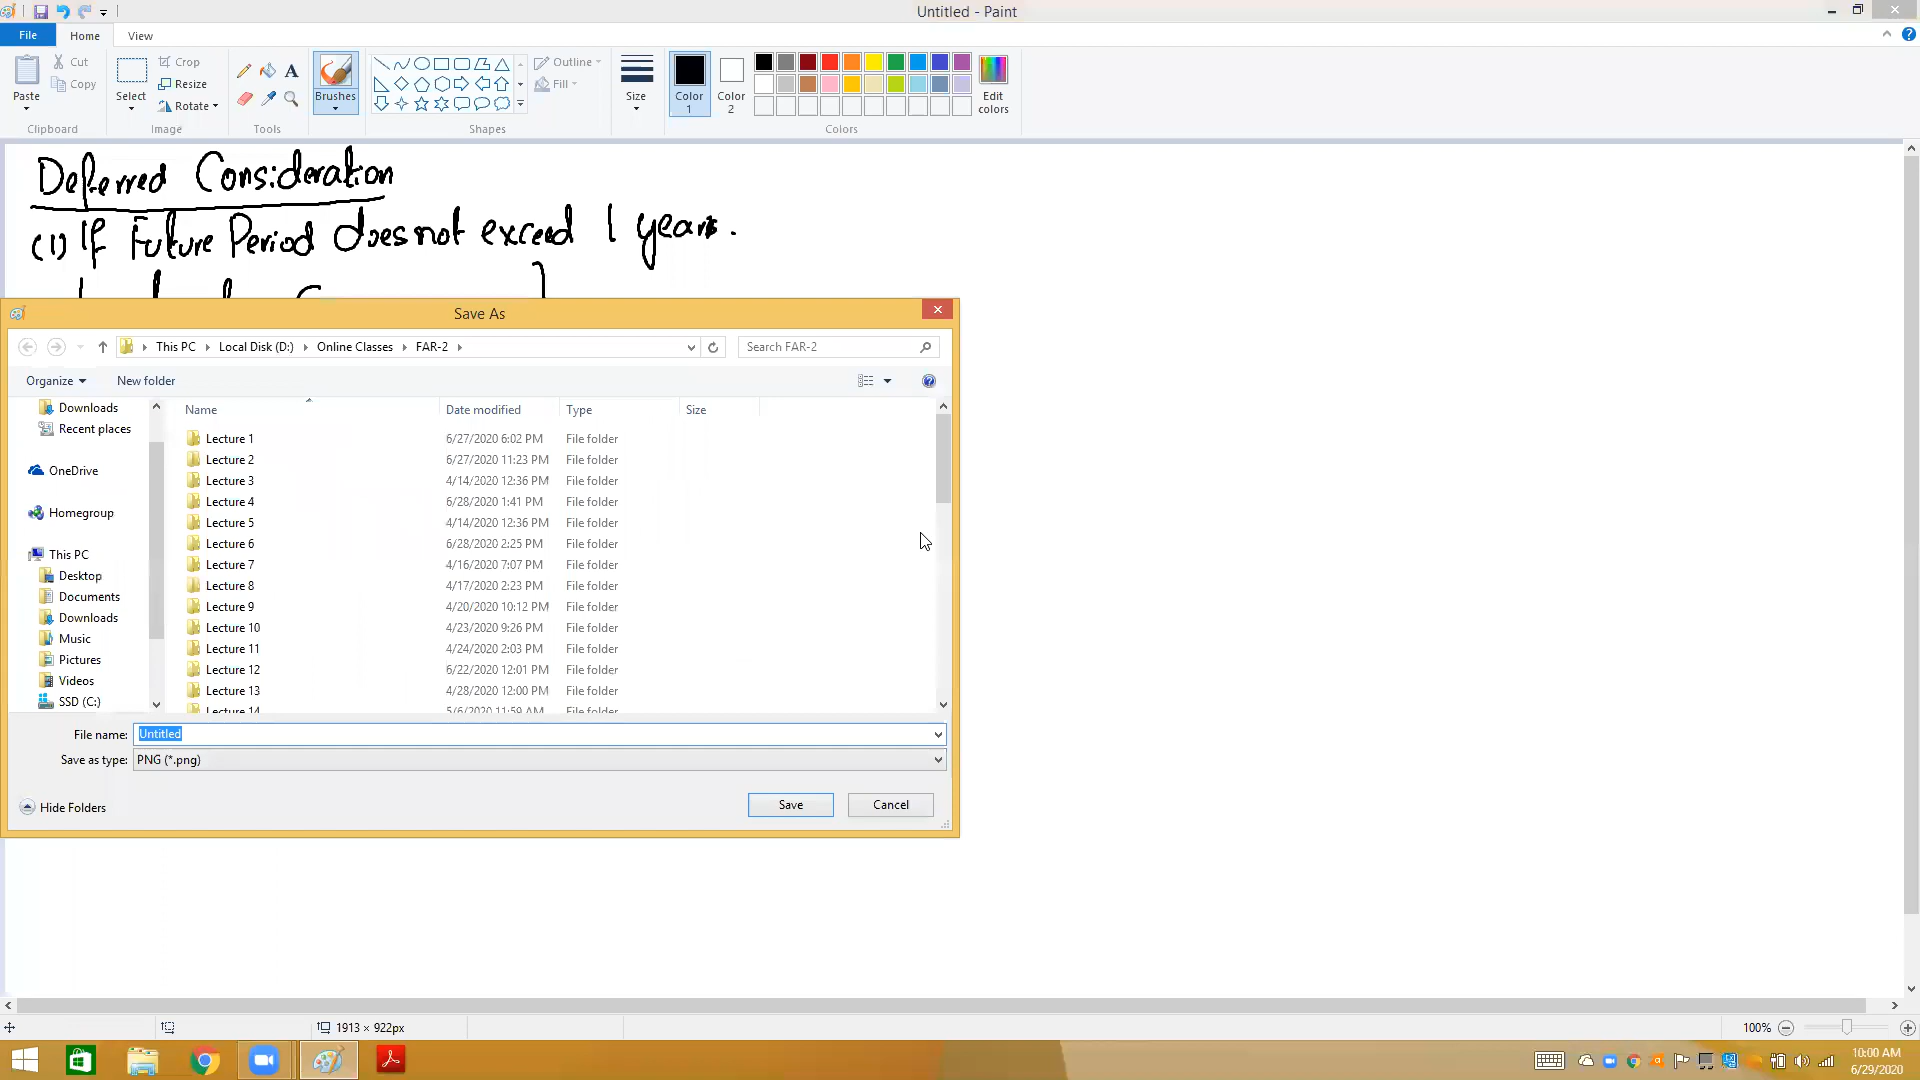 Untitled - Paint
File Home View
Paste Cut Copy Clipboard
Select Crop Resize Rotate Image
Tools
Brushes
Shapes
Outline Fill
Size
Color 1 Color 2 Edit colors
Colors
Deferred Consideration
(1) If Future Period does not exceed 1 years.
Save As
This PC Local Disk (D:) Online Classes FAR-2
Search FAR-2
Organize New folder
Name Date modified Type Size
Downloads
Recent places
OneDrive
Homegroup
This PC
Desktop
Documents
Downloads
Music
Pictures
Videos
SSD (C:)
Lecture 1 6/27/2020 6:02 PM File folder
Lecture 2 6/27/2020 11:23 PM File folder
Lecture 3 4/14/2020 12:36 PM File folder
Lecture 4 6/28/2020 1:41 PM File folder
Lecture 5 4/14/2020 12:36 PM File folder
Lecture 6 6/28/2020 2:25 PM File folder
Lecture 7 4/16/2020 7:07 PM File folder
Lecture 8 4/17/2020 2:23 PM File folder
Lecture 9 4/20/2020 10:12 PM File folder
Lecture 10 4/23/2020 9:26 PM File folder
Lecture 11 4/24/2020 2:03 PM File folder
Lecture 12 6/22/2020 12:01 PM File folder
Lecture 13 4/28/2020 12:00 PM File folder
Lecture 14 5/6/2020 11:59 AM File folder
File name: Untitled
Save as type: PNG (*.png)
Hide Folders
Save Cancel
1913 × 922px
100%
10:00 AM
6/29/2020